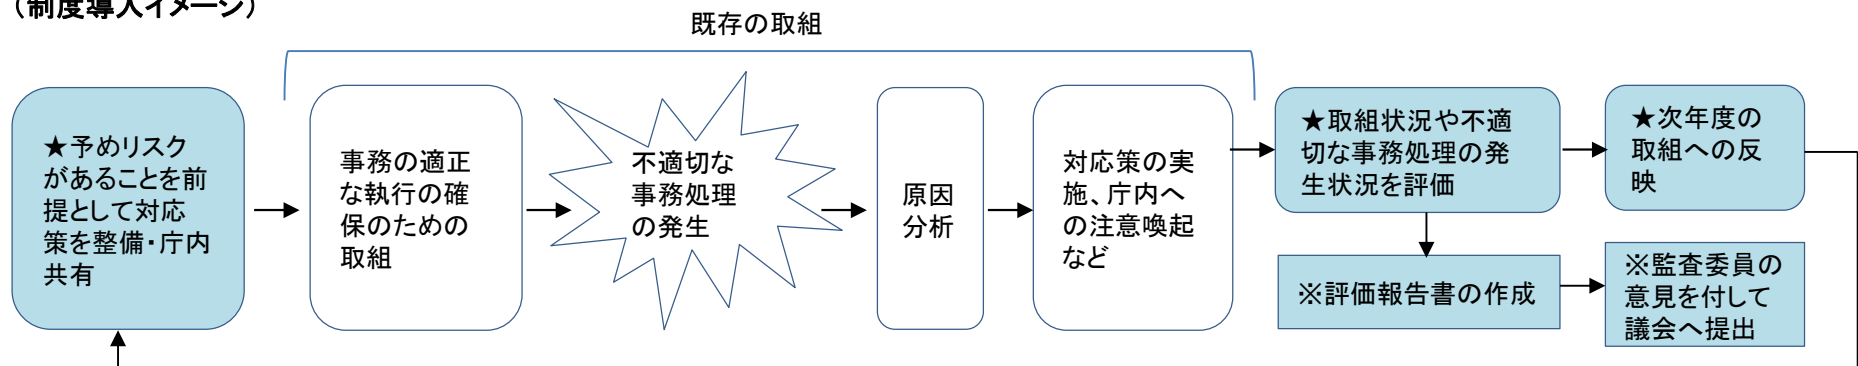 (制度導入イメージ)
既存の取組
★予めリスク
があることを前
提として対応
策を整備・庁内
共有
事務の適正
な執行の確
保のための
取組
不適切な
事務処理
の発生
原因
分析
対応策の実
施、庁内へ
の注意喚起
など
★取組状況や不適
切な事務処理の発
生状況を評価
★次年度の
取組への反
映
※評価報告書の作成
※監査委員の
意見を付して
議会へ提出